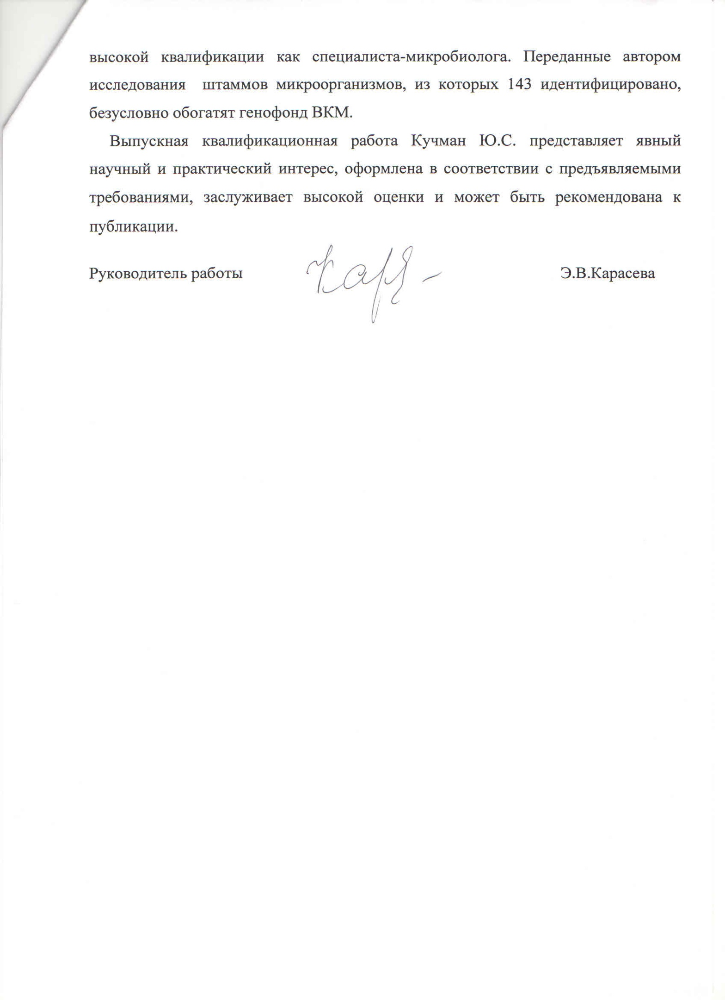 высокой квалификации как специалиста-микробиолога. Переданные автором
исследования штаммов микроорганизмов, из которых 143 идентифицировано,
безусловно обогатят генофонд ВКМ.
Выпускная квалификационная работа Кучман Ю.С. представляет явный
научный и практический интерес, оформлена в соответствии с предъявляемыми
требованиями, заслуживает высокой оценки и может быть рекомендована к
публикации.
Руководитель работы Э.В.Карасева